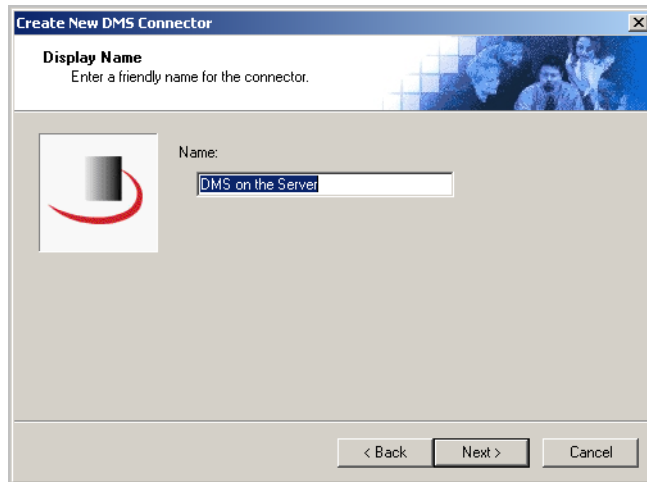 Create New DMS Connector
Display Name
Enter a friendly name for the connector.
Name:
DMS on the Server
< Back
Next >
Cancel